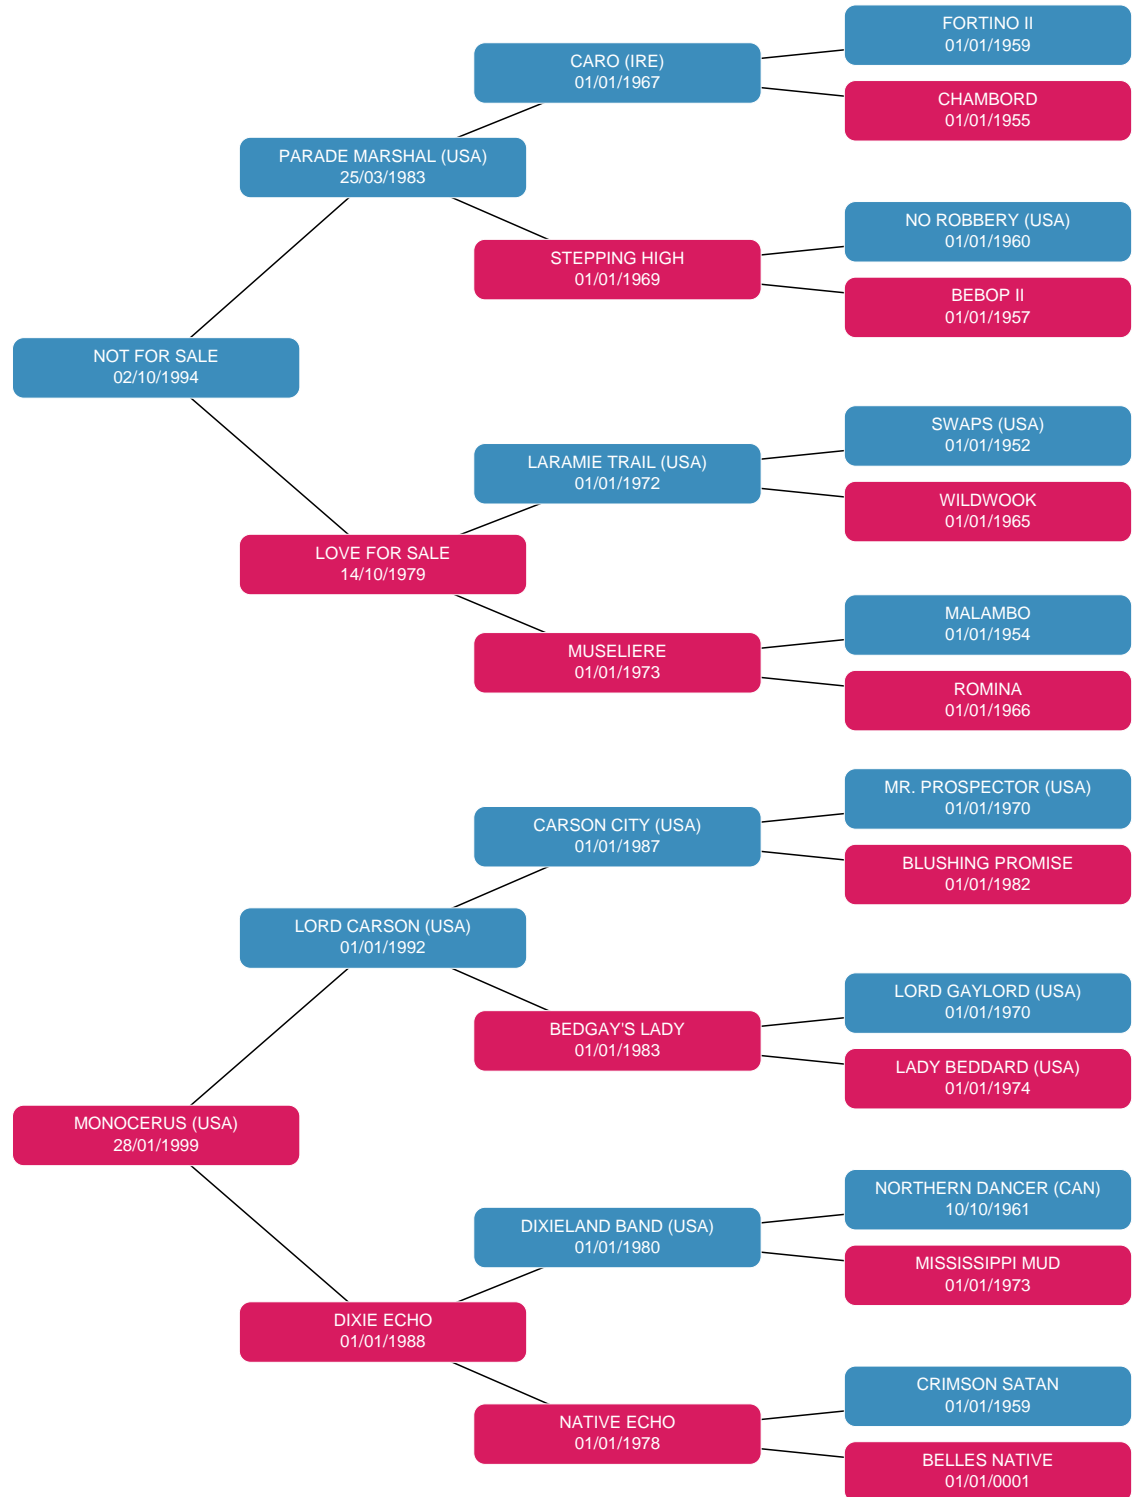 FORTINO II
01/01/1959
CARO (IRE)
01/01/1967
CHAMBORD
01/01/1955
PARADE MARSHAL (USA)
25/03/1983
NO ROBBERY (USA)
01/01/1960
STEPPING HIGH
01/01/1969
BEBOP II
01/01/1957
NOT FOR SALE
02/10/1994
SWAPS (USA)
01/01/1952
LARAMIE TRAIL (USA)
01/01/1972
WILDWOOK
01/01/1965
LOVE FOR SALE
14/10/1979
MALAMBO
01/01/1954
MUSELIERE
01/01/1973
ROMINA
01/01/1966
MR. PROSPECTOR (USA)
01/01/1970
CARSON CITY (USA)
01/01/1987
BLUSHING PROMISE
01/01/1982
LORD CARSON (USA)
01/01/1992
LORD GAYLORD (USA)
01/01/1970
BEDGAY'S LADY
01/01/1983
LADY BEDDARD (USA)
01/01/1974
MONOCERUS (USA)
28/01/1999
NORTHERN DANCER (CAN)
10/10/1961
DIXIELAND BAND (USA)
01/01/1980
MISSISSIPPI MUD
01/01/1973
DIXIE ECHO
01/01/1988
CRIMSON SATAN
01/01/1959
NATIVE ECHO
01/01/1978
BELLES NATIVE
01/01/0001